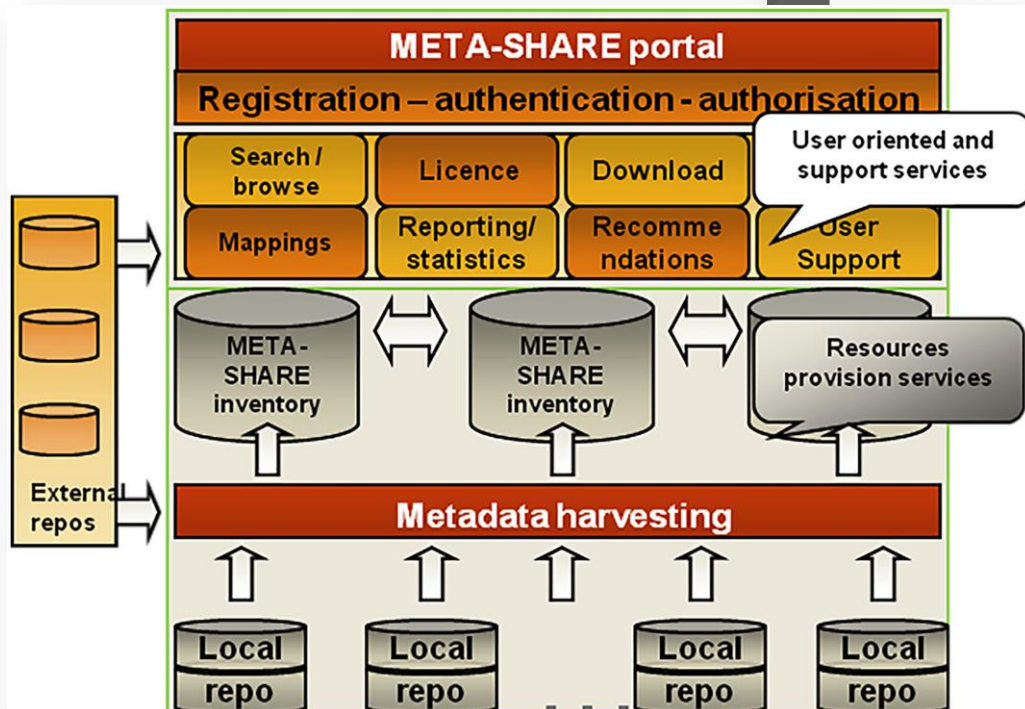 META-SHARE portal
Registration – authentication - authorisation
Search /
browse
Licence
Download
User oriented and
support services
Mappings
Reporting/
statistics
Recomme
ndations
User
Support
META-
SHARE
inventory
META-
SHARE
inventory
Resources
provision services
External
repos
Metadata harvesting
Local
repo
Local
repo
Local
repo
Local
repo
. . .